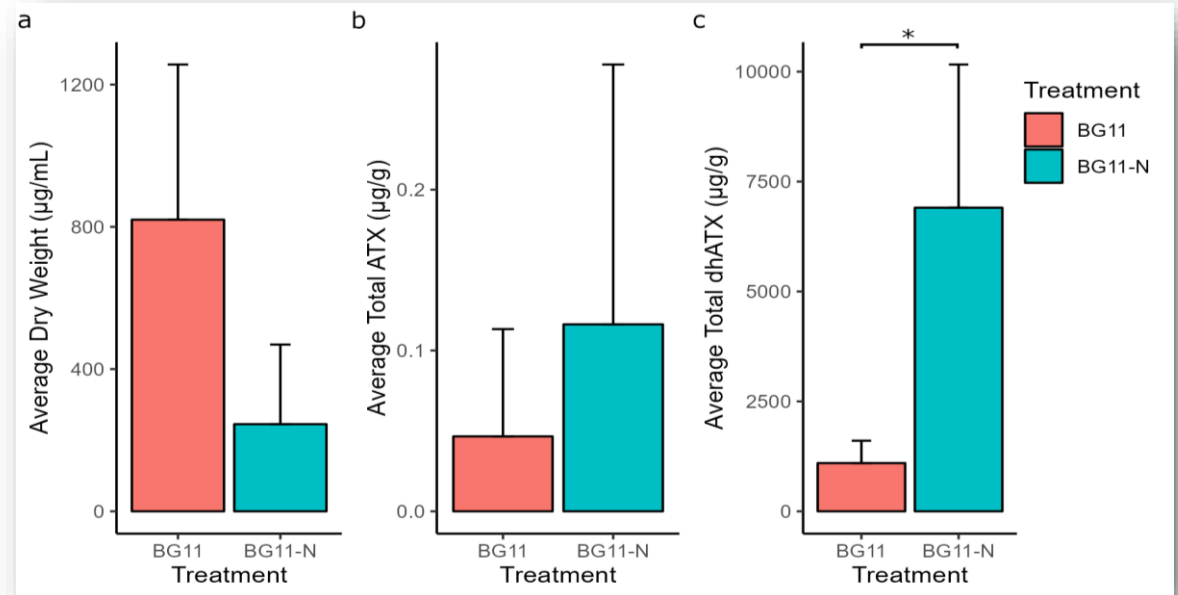 a
Average Dry Weight (µg/mL)
1200
800
400
0
BG11 BG11-N
Treatment
b
Average Total ATX (µg/g)
0.2
0.1
0.0
BG11 BG11-N
Treatment
c
*
Average Total dhATX (µg/g)
10000
7500
5000
2500
0
BG11 BG11-N
Treatment
Treatment
BG11
BG11-N